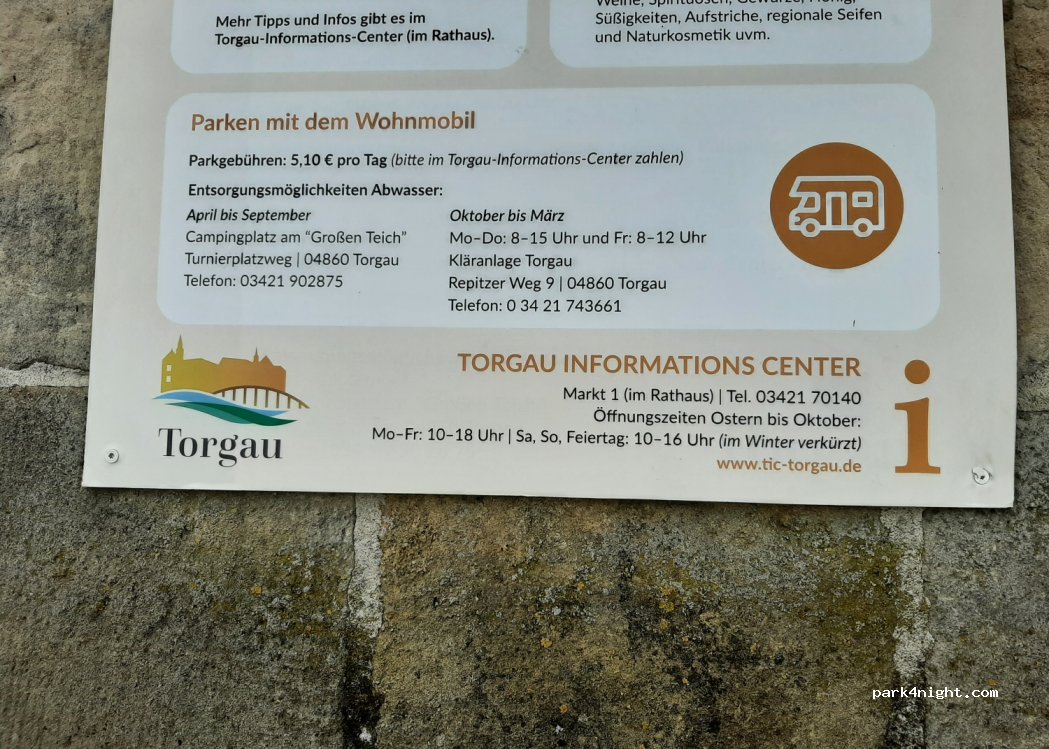 Mehr Tipps und Infos gibt es im
Torgau-Informations-Center (im Rathaus).
Weine, Spirituosen, Gewürze, Honig,
Süßigkeiten, Aufstriche, regionale Seifen
und Naturkosmetik uvm.
Parken mit dem Wohnmobil
Parkgebühren: 5,10 € pro Tag (bitte im Torgau-Informations-Center zahlen)
Entsorgungsmöglichkeiten Abwasser:
April bis September
Campingplatz am “Großen Teich”
Turnierplatzweg | 04860 Torgau
Telefon: 03421 902875
Oktober bis März
Mo–Do: 8–15 Uhr und Fr: 8–12 Uhr
Kläranlage Torgau
Repitzer Weg 9 | 04860 Torgau
Telefon: 0 34 21 743661
Torgau
TORGAU INFORMATIONS CENTER
Markt 1 (im Rathaus) | Tel. 03421 70140
Öffnungszeiten Ostern bis Oktober:
Mo–Fr: 10–18 Uhr | Sa, So, Feiertag: 10–16 Uhr (im Winter verkürzt)
www.tic-torgau.de
i
park4night.com